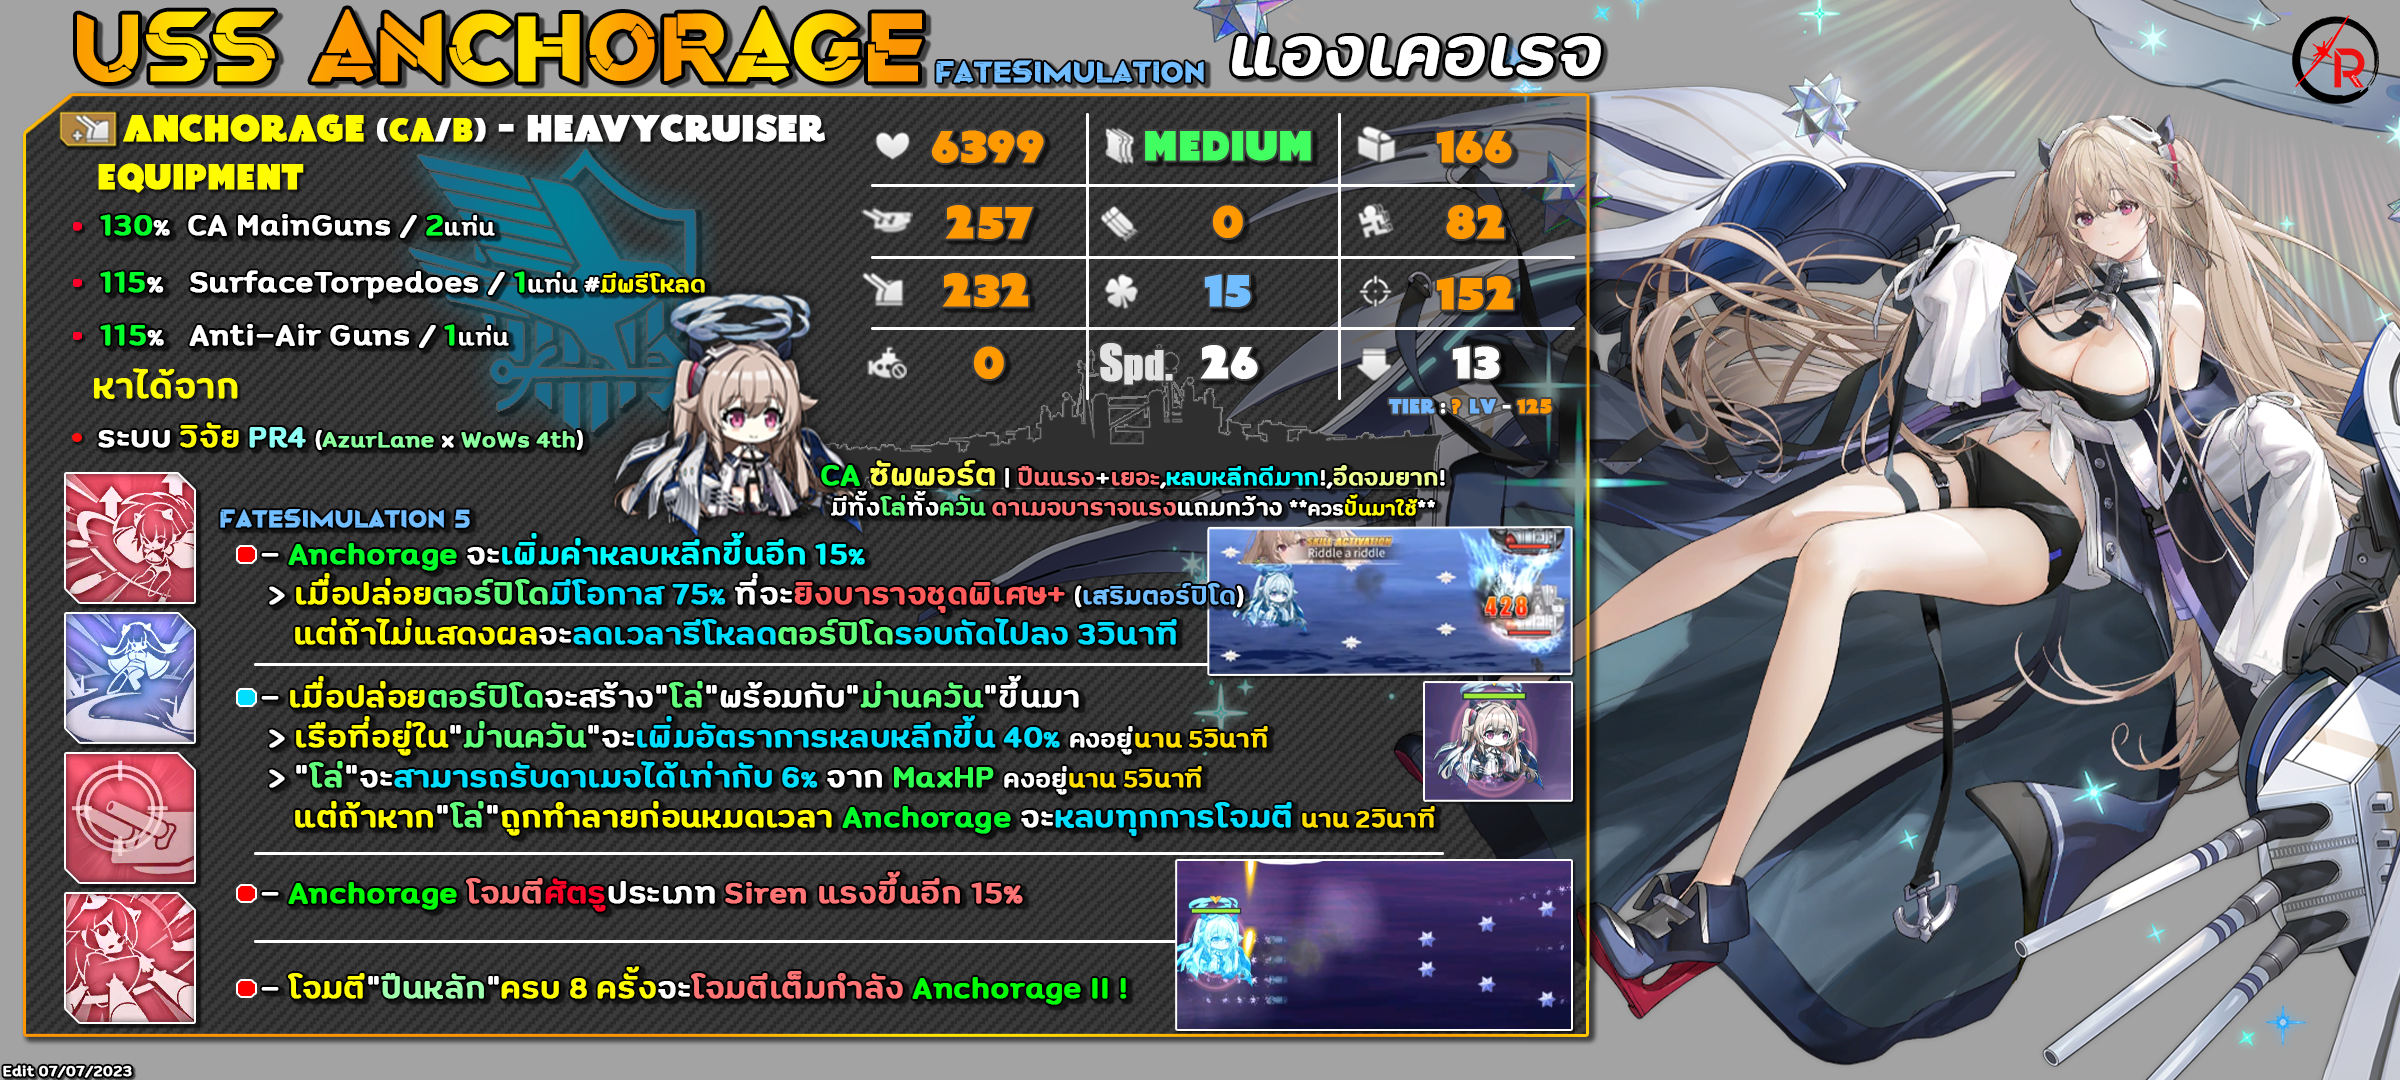 USS ANCHORAGE FATESIMULATION แองเคอเรจ
R
ANCHORAGE (CA/B) - HEAVYCRUISER
EQUIPMENT
• 130% CA MainGuns / 2แท่น
• 115% SurfaceTorpedoes / 1แท่น #มีพรีโหลด
• 115% Anti-Air Guns / 1แท่น
หาได้จาก
• ระบบ วิจัย PR4 (AzurLane x WoWs 4th)
6399 MEDIUM 166
257 0 82
232 15 152
0 Spd. 26 13
TIER : ? LV - 125
CA ซัพพอร์ต | ปืนแรง+เยอะ,หลบหลีกดีมาก!,อึดจมยาก!
มีทั้งโล่ทั้งควัน ดาเมจบาราจแรงแถมกว้าง **ควรปั้นมาใช้**
FATESIMULATION 5
- Anchorage จะเพิ่มค่าหลบหลีกขึ้นอีก 15%
> เมื่อปล่อยตอร์ปิโดมีโอกาส 75% ที่จะยิงบาราจชุดพิเศษ+ (เสริมตอร์ปิโด)
แต่ถ้าไม่แสดงผลจะลดเวลารีโหลดตอร์ปิโดรอบถัดไปลง 3วินาที
SKILL ACTIVATION
Riddle a riddle
428
- เมื่อปล่อยตอร์ปิโดจะสร้าง"โล่"พร้อมกับ"ม่านควัน"ขึ้นมา
> เรือที่อยู่ใน"ม่านควัน"จะเพิ่มอัตราการหลบหลีกขึ้น 40% คงอยู่นาน 5วินาที
> "โล่"จะสามารถรับดาเมจได้เท่ากับ 6% จาก MaxHP คงอยู่นาน 5วินาที
แต่ถ้าหาก"โล่"ถูกทำลายก่อนหมดเวลา Anchorage จะหลบทุกการโจมตี นาน 2วินาที
- Anchorage โจมตีศัตรูประเภท Siren แรงขึ้นอีก 15%
- โจมตี"ปืนหลัก"ครบ 8 ครั้งจะโจมตีเต็มกำลัง Anchorage II !
Edit 07/07/2023